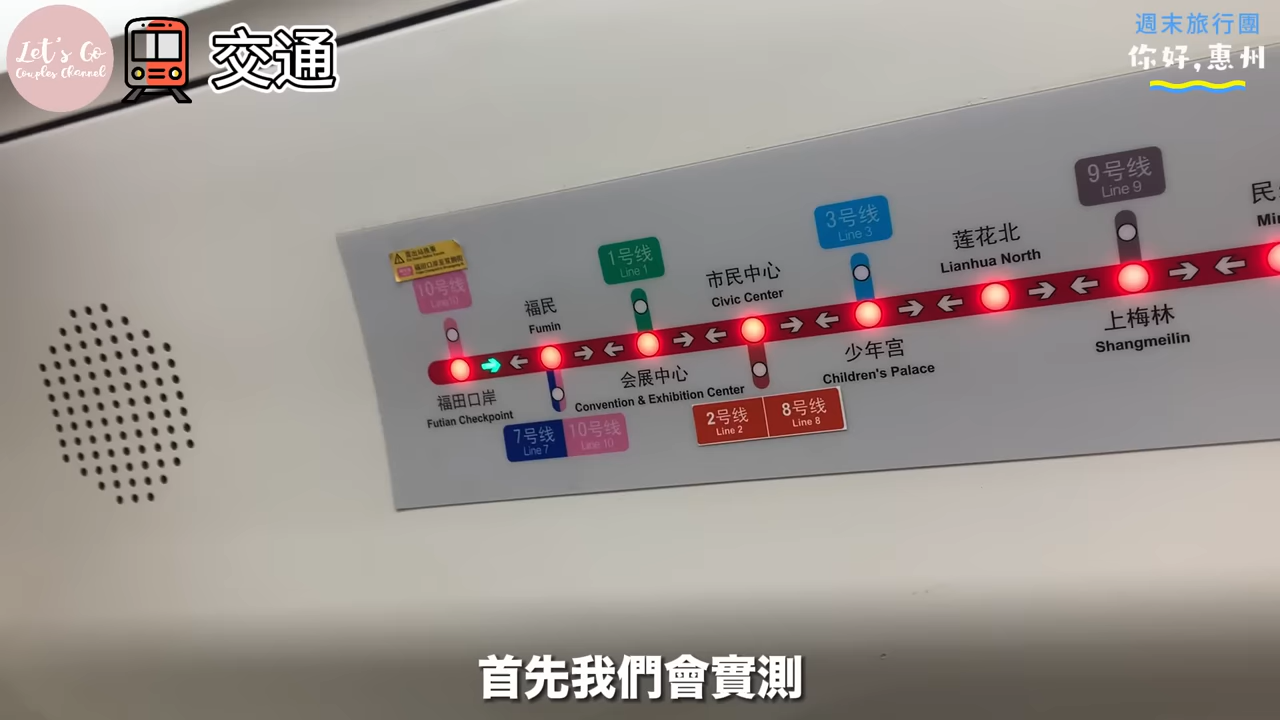 Let's Go
Couples Channel
交通
週末旅行團
你好,惠州
10号线
Line10
福田口岸
Futian Checkpoint
福民
Fumin
7号线
Line 7
10号线
Line 10
1号线
Line 1
会展中心
Convention & Exhibition Center
市民中心
Civic Center
2号线
Line 2
8号线
Line 8
3号线
Line 3
少年宫
Children's Palace
莲花北
Lianhua North
9号线
Line 9
上梅林
Shangmeilin
民
Min
首先我們會實測